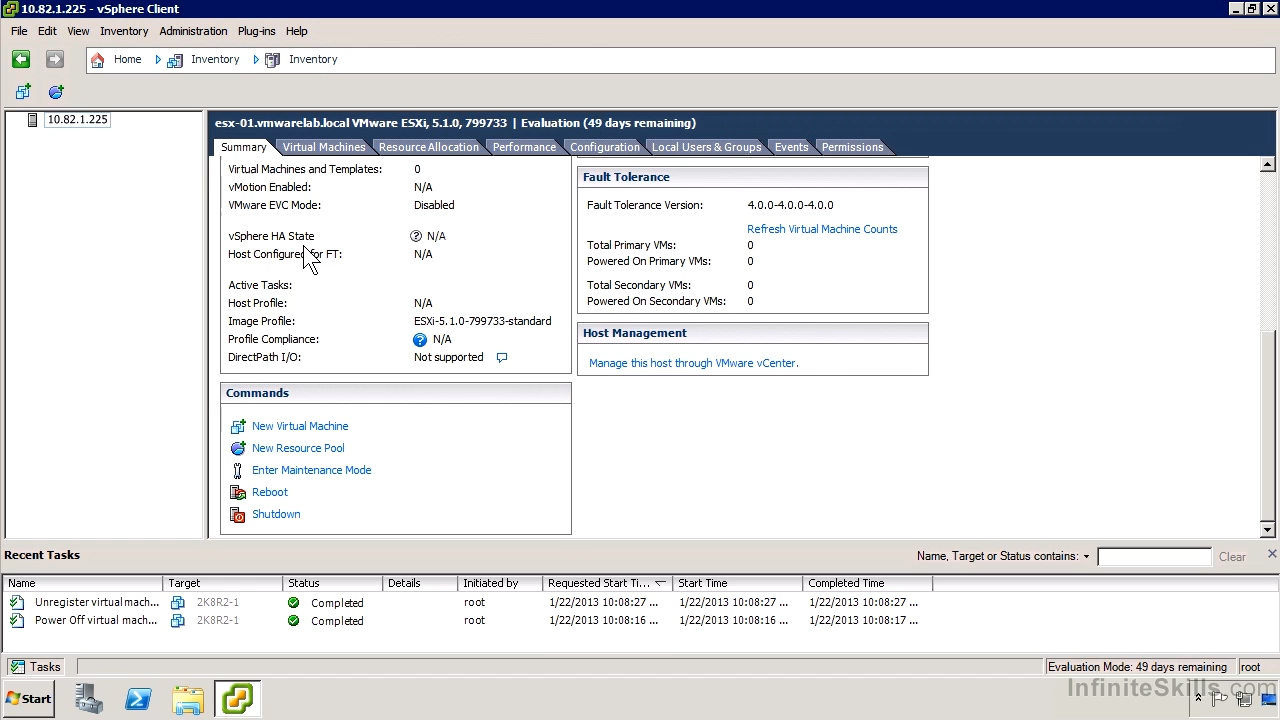 10.82.1.225 - vSphere Client
File Edit View Inventory Administration Plug-ins Help
Home Inventory Inventory
10.82.1.225
esx-01.vmwarelab.local VMware ESXi, 5.1.0, 799733 | Evaluation (49 days remaining)
Summary Virtual Machines Resource Allocation Performance Configuration Local Users & Groups Events Permissions
Virtual Machines and Templates: 0
vMotion Enabled: N/A
VMware EVC Mode: Disabled
vSphere HA State N/A
Host Configured for FT: N/A
Active Tasks:
Host Profile: N/A
Image Profile: ESXi-5.1.0-799733-standard
Profile Compliance: N/A
DirectPath I/O: Not supported
Commands
New Virtual Machine
New Resource Pool
Enter Maintenance Mode
Reboot
Shutdown
Fault Tolerance
Fault Tolerance Version: 4.0.0-4.0.0-4.0.0
Refresh Virtual Machine Counts
Total Primary VMs: 0
Powered On Primary VMs: 0
Total Secondary VMs: 0
Powered On Secondary VMs: 0
Host Management
Manage this host through VMware vCenter.
Recent Tasks
Name, Target or Status contains: Clear
Name Target Status Details Initiated by Requested Start Ti... Start Time Completed Time
Unregister virtual mach... 2K8R2-1 Completed root 1/22/2013 10:08:27 ... 1/22/2013 10:08:27 ... 1/22/2013 10:08:27 ...
Power Off virtual mach... 2K8R2-1 Completed root 1/22/2013 10:08:16 ... 1/22/2013 10:08:16 ... 1/22/2013 10:08:17 ...
Tasks
Evaluation Mode: 49 days remaining root
InfiniteSkills.com
Start